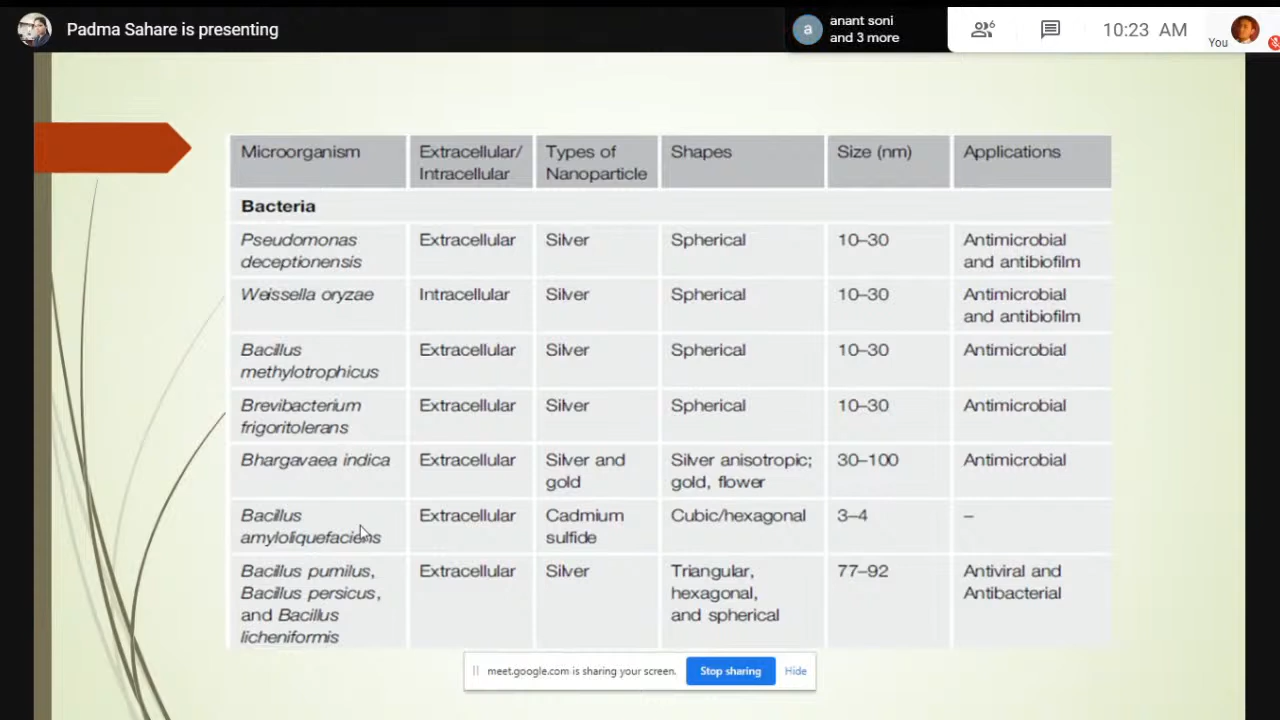 Padma Sahare is presenting
a
anant soni
and 3 more
6
10:23 AM
You
Microorganism
Extracellular/
Intracellular
Types of
Nanoparticle
Shapes
Size (nm)
Applications
Bacteria
Pseudomonas
deceptionensis
Extracellular
Silver
Spherical
10–30
Antimicrobial
and antibiofilm
Weissella oryzae
Intracellular
Silver
Spherical
10–30
Antimicrobial
and antibiofilm
Bacillus
methylotrophicus
Extracellular
Silver
Spherical
10–30
Antimicrobial
Brevibacterium
frigoritolerans
Extracellular
Silver
Spherical
10–30
Antimicrobial
Bhargavaea indica
Extracellular
Silver and
gold
Silver anisotropic;
gold, flower
30–100
Antimicrobial
Bacillus
amyloliquefaciens
Extracellular
Cadmium
sulfide
Cubic/hexagonal
3–4
–
Bacillus pumilus,
Bacillus persicus,
and Bacillus
licheniformis
Extracellular
Silver
Triangular,
hexagonal,
and spherical
77–92
Antiviral and
Antibacterial
meet.google.com is sharing your screen.
Stop sharing
Hide